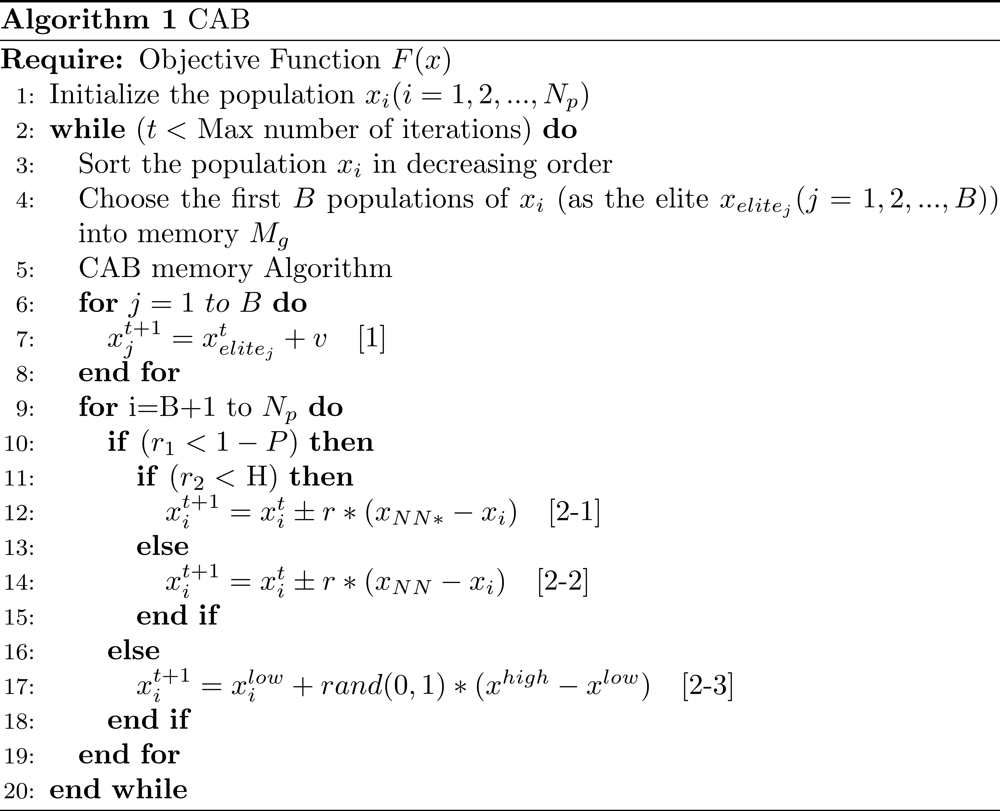 Algorithm 1 CAB
Require: Objective Function F(x)
1: Initialize the population x_i(i = 1, 2, ..., N_p)
2: while (t < Max number of iterations) do
3: Sort the population x_i in decreasing order
4: Choose the first B populations of x_i (as the elite x_{elite_j}(j = 1, 2, ..., B))
into memory M_g
5: CAB memory Algorithm
6: for j = 1 to B do
7: x_j^{t+1} = x_{elite_j}^t + v [1]
8: end for
9: for i=B+1 to N_p do
10: if (r_1 < 1 − P) then
11: if (r_2 < H) then
12: x_i^{t+1} = x_i^t ± r * (x_{NN*} − x_i) [2-1]
13: else
14: x_i^{t+1} = x_i^t ± r * (x_{NN} − x_i) [2-2]
15: end if
16: else
17: x_i^{t+1} = x_i^{low} + rand(0, 1) * (x^{high} − x^{low}) [2-3]
18: end if
19: end for
20: end while